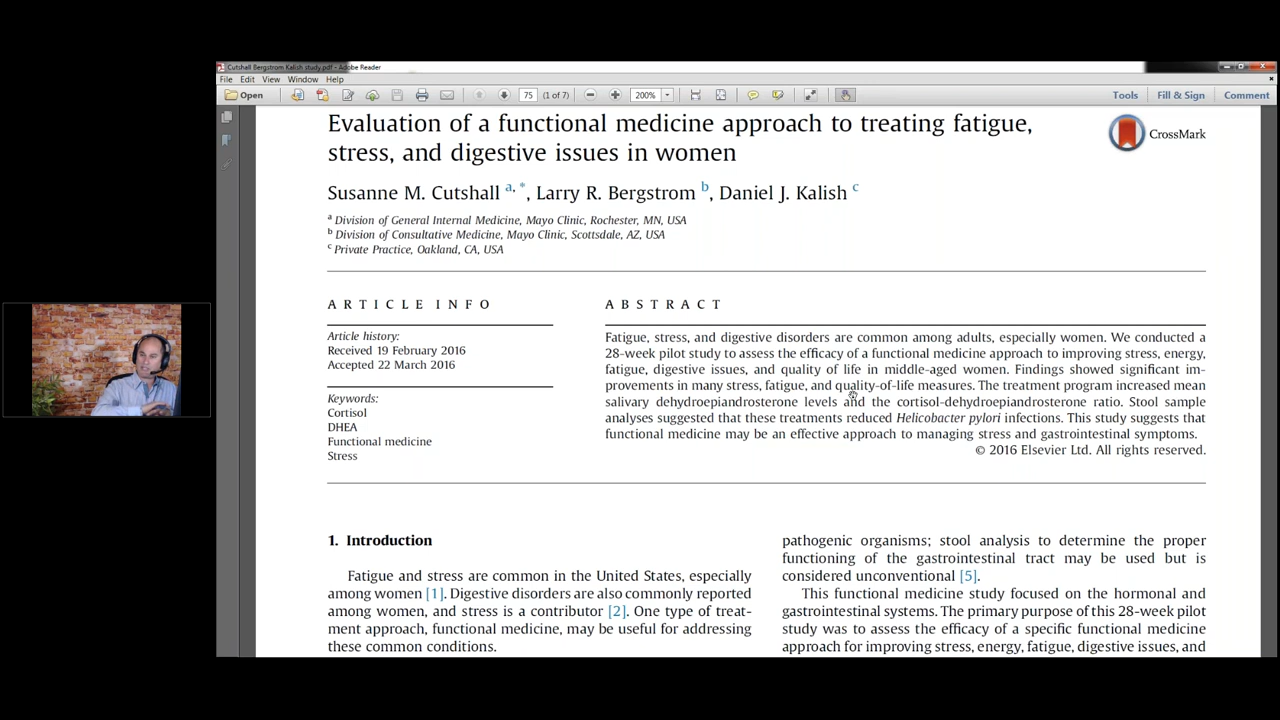 Cutshall Bergstrom Kalish study.pdf - Adobe Reader
File Edit View Window Help
Open 75 (1 of 7) 200% Tools Fill & Sign Comment
Evaluation of a functional medicine approach to treating fatigue,
stress, and digestive issues in women
CrossMark
Susanne M. Cutshall a, *, Larry R. Bergstrom b, Daniel J. Kalish c
a Division of General Internal Medicine, Mayo Clinic, Rochester, MN, USA
b Division of Consultative Medicine, Mayo Clinic, Scottsdale, AZ, USA
c Private Practice, Oakland, CA, USA
ARTICLE INFO
Article history:
Received 19 February 2016
Accepted 22 March 2016
Keywords:
Cortisol
DHEA
Functional medicine
Stress
ABSTRACT
Fatigue, stress, and digestive disorders are common among adults, especially women. We conducted a
28-week pilot study to assess the efficacy of a functional medicine approach to improving stress, energy,
fatigue, digestive issues, and quality of life in middle-aged women. Findings showed significant im-
provements in many stress, fatigue, and quality-of-life measures. The treatment program increased mean
salivary dehydroepiandrosterone levels and the cortisol-dehydroepiandrosterone ratio. Stool sample
analyses suggested that these treatments reduced Helicobacter pylori infections. This study suggests that
functional medicine may be an effective approach to managing stress and gastrointestinal symptoms.
© 2016 Elsevier Ltd. All rights reserved.
1. Introduction
Fatigue and stress are common in the United States, especially
among women [1]. Digestive disorders are also commonly reported
among women, and stress is a contributor [2]. One type of treat-
ment approach, functional medicine, may be useful for addressing
these common conditions.
pathogenic organisms; stool analysis to determine the proper
functioning of the gastrointestinal tract may be used but is
considered unconventional [5].
This functional medicine study focused on the hormonal and
gastrointestinal systems. The primary purpose of this 28-week pilot
study was to assess the efficacy of a specific functional medicine
approach for improving stress, energy, fatigue, digestive issues, and